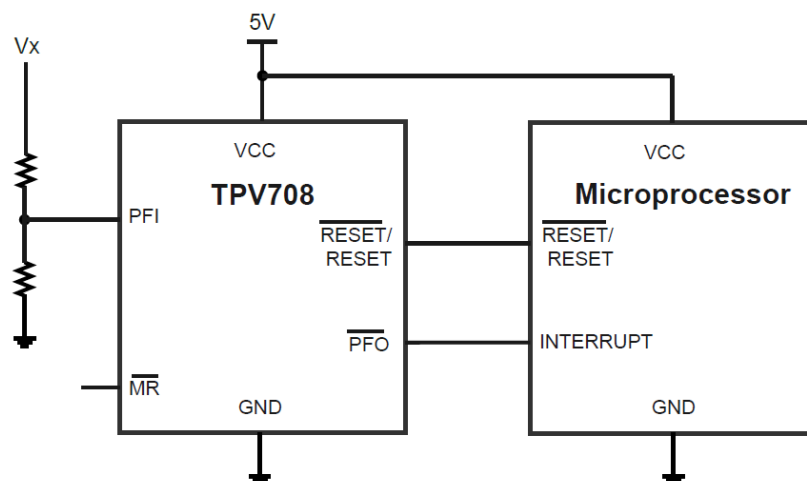 5V
Vx
VCC
TPV708
PFI
RESET/
RESET
PFO
MR
GND
VCC
Microprocessor
RESET/
RESET
INTERRUPT
GND